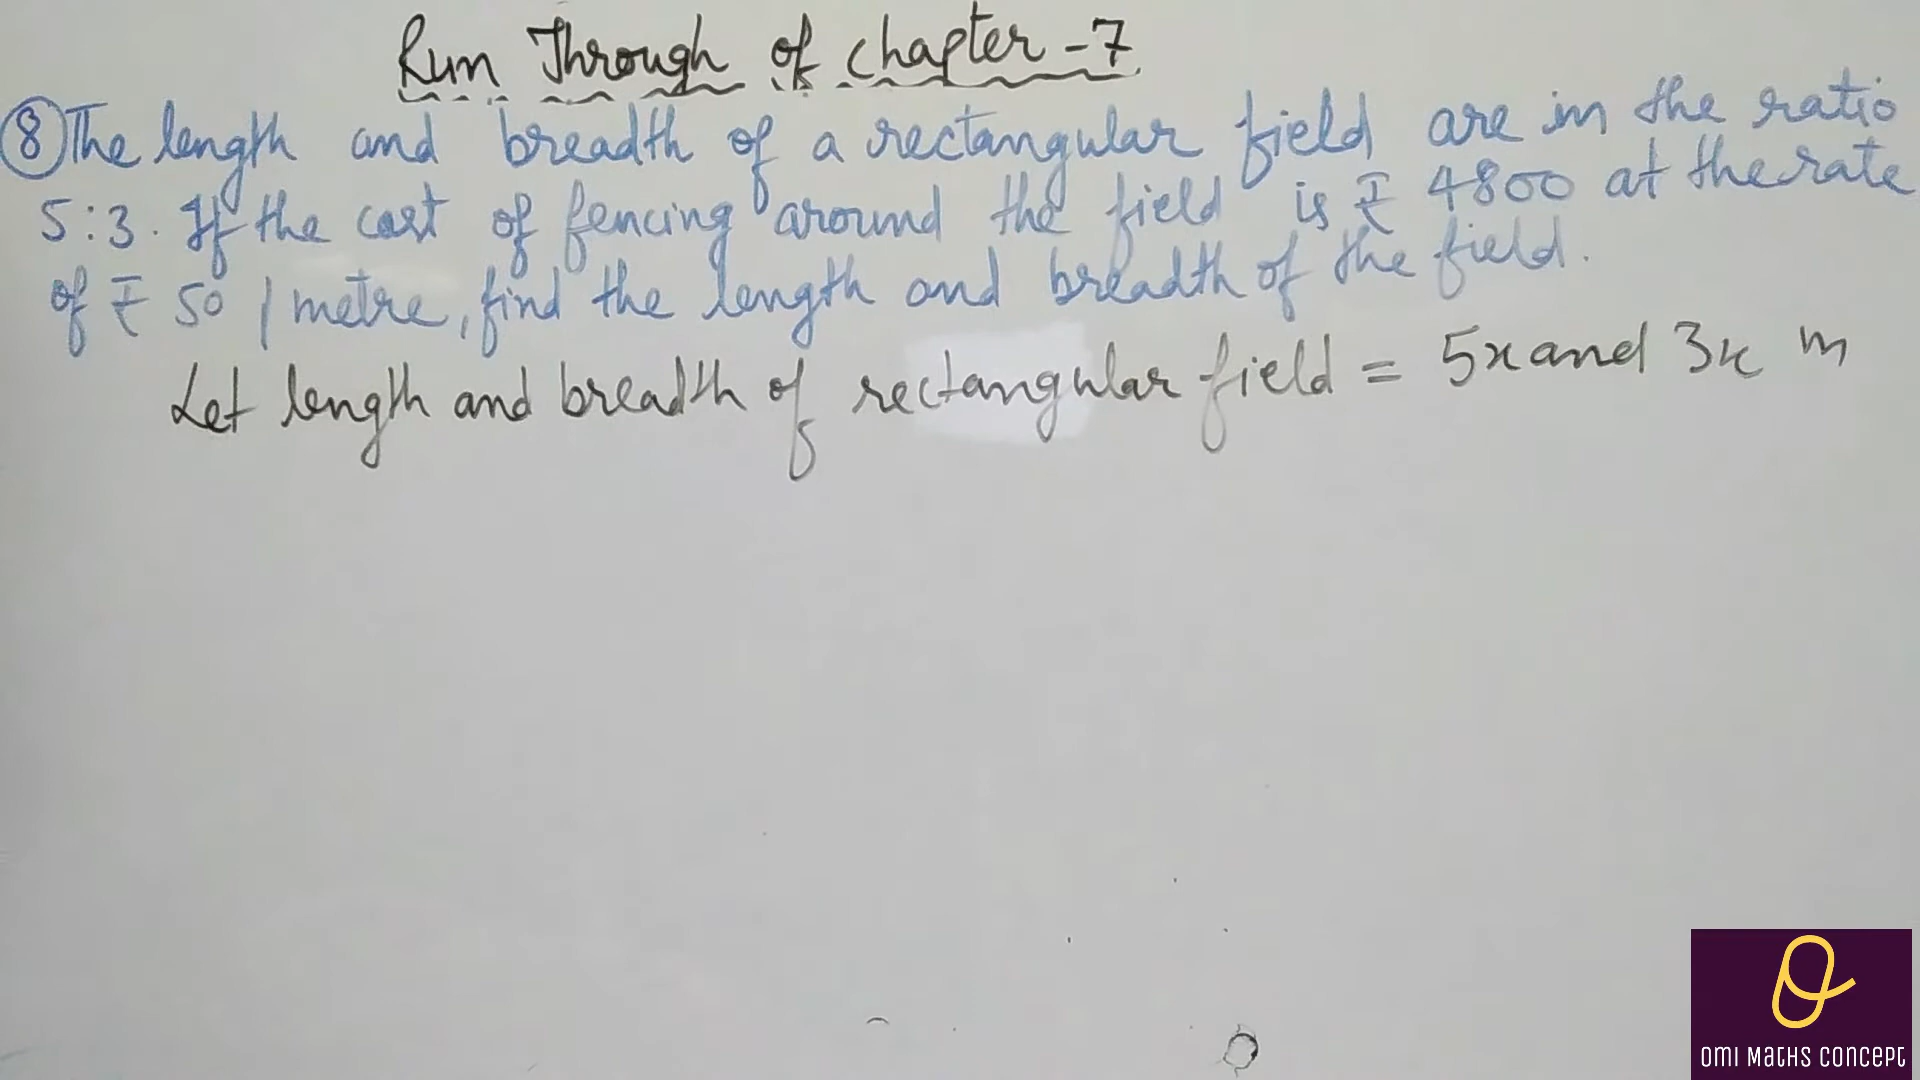 Run Through of chapter-7
⑧ The length and breadth of a rectangular field are in the ratio
5:3. If the cost of fencing around the field is ₹ 4800 at the rate
of ₹ 50 / metre, find the length and breadth of the field.
Let length and breadth of rectangular field = 5x and 3x m
OMI MATHS CONCEPT